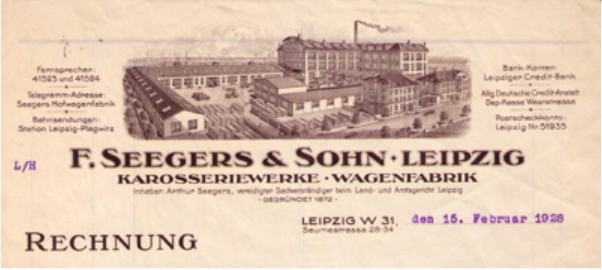 Fernsprecher:
41523 und 41524
Telegramm-Adresse:
Seegers Hofwagenfabrik
Bahnsendungen:
Station Leipzig-Plagwitz
Bank-Konten:
Leipziger Credit-Bank
Allg. Deutsche Credit-Anstalt
Dep.-Kasse Weststrasse
Postscheckkonto:
Leipzig Nr. 51935
L/H
F. SEEGERS & SOHN · LEIPZIG
KAROSSERIEWERKE · WAGENFABRIK
Inhaber: Arthur Seegers, vereidigter Sachverständiger beim Land- und Amtsgericht Leipzig
· GEGRÜNDET 1872 ·
LEIPZIG W 31, den 15. Februar 1928
Seumestrasse 28-34
RECHNUNG